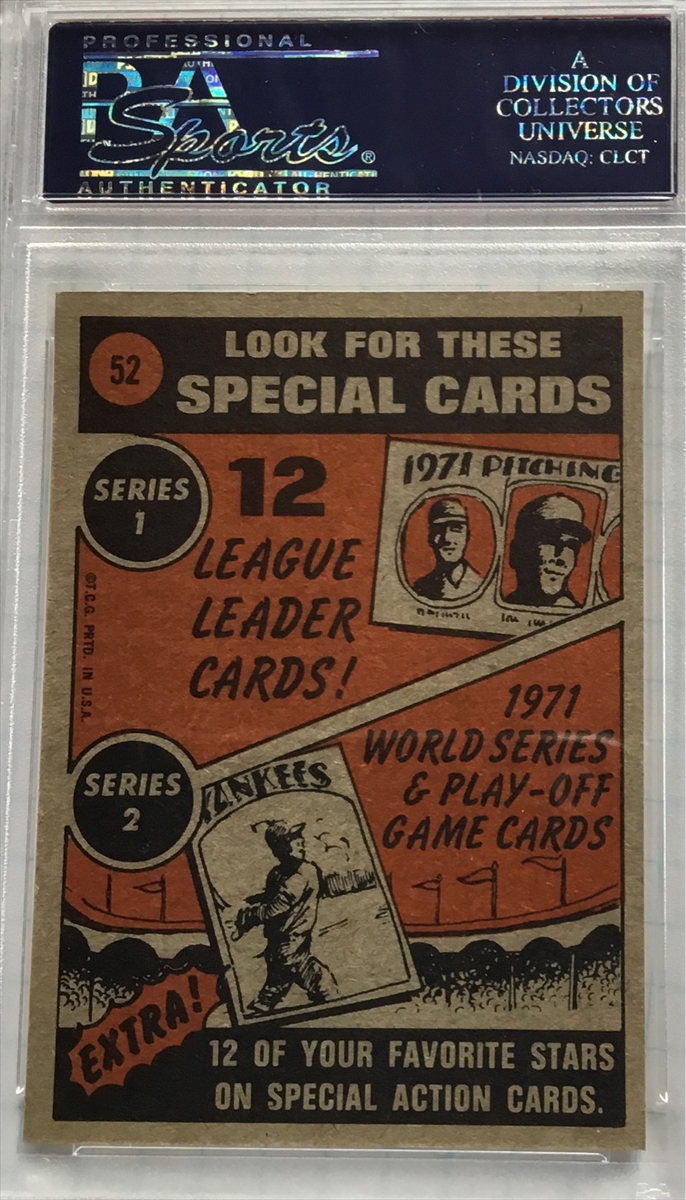 PROFESSIONAL
PSA
Sports®
AUTHENTICATOR
A
DIVISION OF
COLLECTORS
UNIVERSE
NASDAQ: CLCT
52
LOOK FOR THESE
SPECIAL CARDS
SERIES
1
12
LEAGUE
LEADER
CARDS!
1971 PITCHING
©T.C.G. PRTD. IN U.S.A.
1971
WORLD SERIES
& PLAY-OFF
GAME CARDS
SERIES
2
YANKEES
EXTRA!
12 OF YOUR FAVORITE STARS
ON SPECIAL ACTION CARDS.